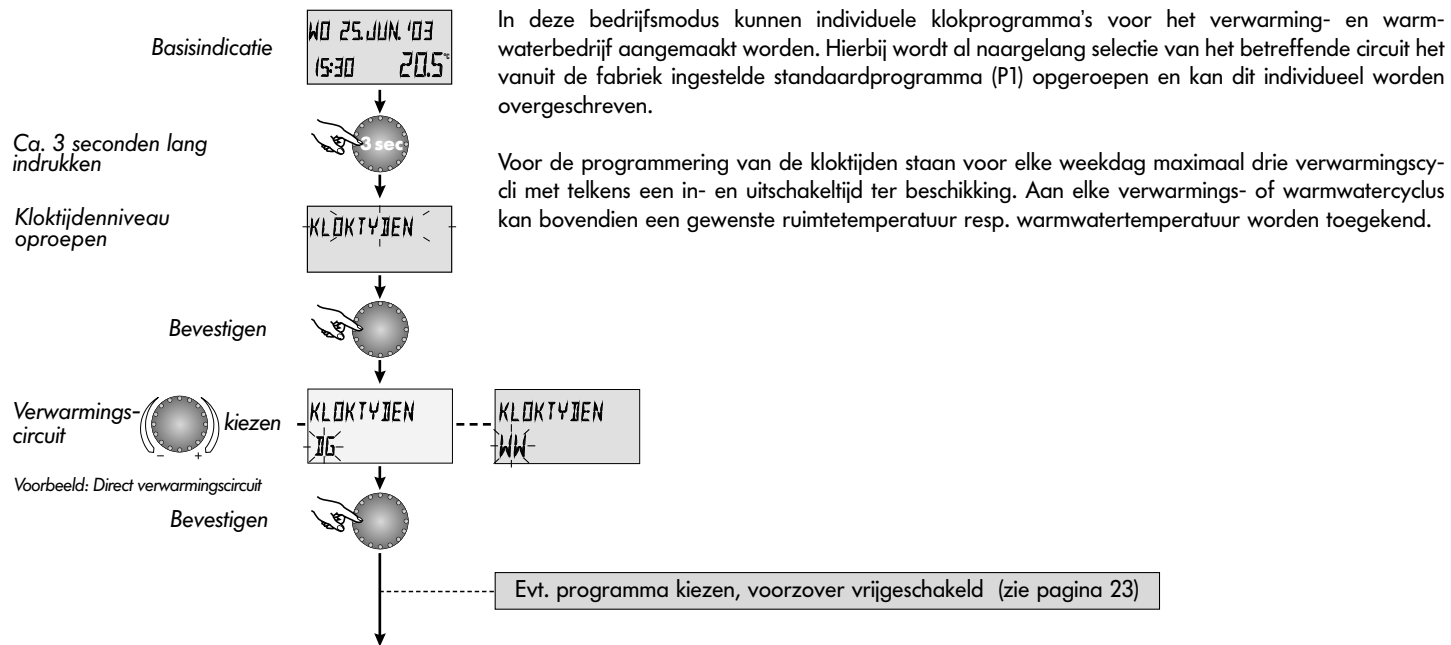 Basisindicatie
WO 25.JUN.'03
15:30 20.5°
Ca. 3 seconden lang
indrukken
3 sec
Kloktijdenniveau
oproepen
KLOKTYDEN
Bevestigen
Verwarmings-
circuit
- +
kiezen
KLOKTYDEN
DG
KLOKTYDEN
WW
Voorbeeld: Direct verwarmingscircuit
Bevestigen
Evt. programma kiezen, voorzover vrijgeschakeld (zie pagina 23)
In deze bedrijfsmodus kunnen individuele klokprogramma's voor het verwarming- en warm-
waterbedrijf aangemaakt worden. Hierbij wordt al naargelang selectie van het betreffende circuit het
vanuit de fabriek ingestelde standaardprogramma (P1) opgeroepen en kan dit individueel worden
overgeschreven.
Voor de programmering van de kloktijden staan voor elke weekdag maximaal drie verwarmingscy-
cli met telkens een in- en uitschakeltijd ter beschikking. Aan elke verwarmings- of warmwatercyclus
kan bovendien een gewenste ruimtetemperatuur resp. warmwatertemperatuur worden toegekend.